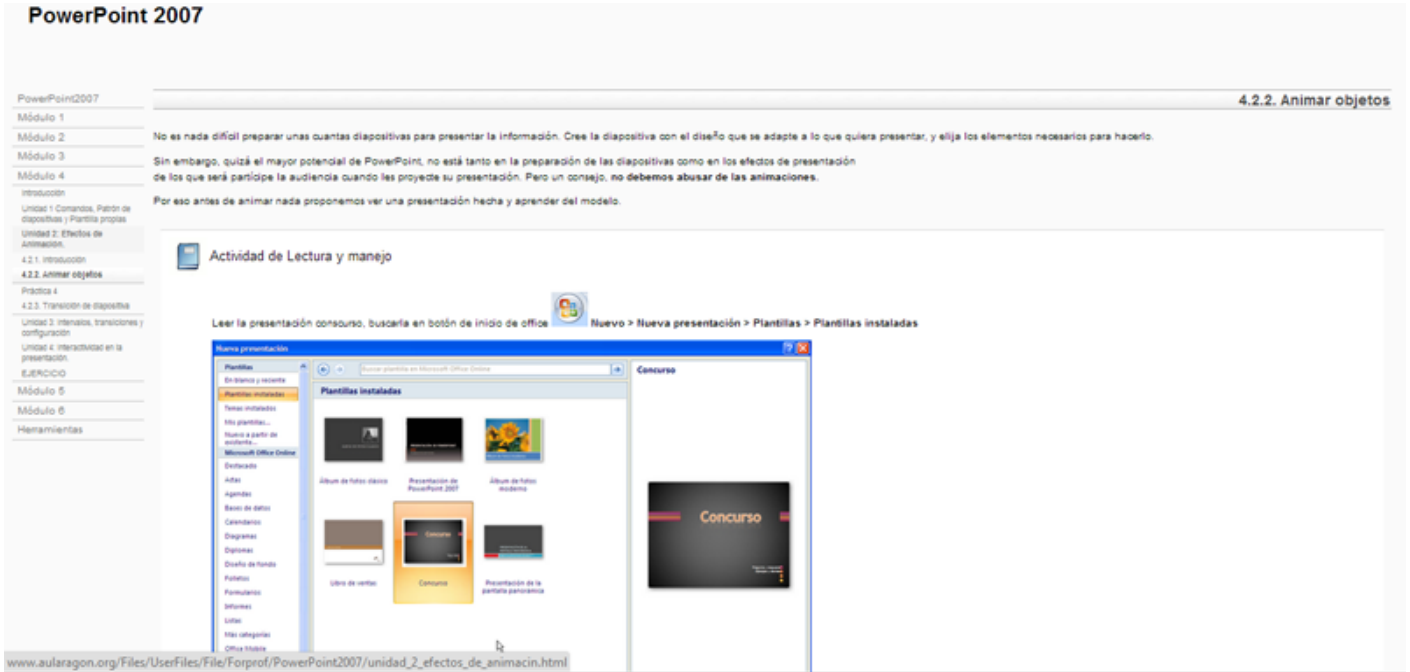 PowerPoint 2007
PowerPoint2007
Módulo 1
Módulo 2
Módulo 3
Módulo 4
Introducción
Unidad 1 Comandos, Patrón de
diapositivas y Plantilla propias
Unidad 2: Efectos de
Animación.
4.2.1. Introducción
4.2.2. Animar objetos
Práctica 4
4.2.3. Transición de diapositiva
Unidad 3: Intervalos, transiciones y
configuración
Unidad 4: Interactividad en la
presentación.
EJERCICIO
Módulo 5
Módulo 6
Herramientas
4.2.2. Animar objetos
No es nada difícil preparar unas cuantas diapositivas para presentar la información. Cree la diapositiva con el diseño que se adapte a lo que quiera presentar, y elija los elementos necesarios para hacerlo.
Sin embargo, quizá el mayor potencial de PowerPoint, no está tanto en la preparación de las diapositivas como en los efectos de presentación
de los que será partícipe la audiencia cuando les proyecte su presentación. Pero un consejo, no debemos abusar de las animaciones.
Por eso antes de animar nada proponemos ver una presentación hecha y aprender del modelo.
Actividad de Lectura y manejo
Leer la presentación conscurso, buscarla en botón de inicio de office Nuevo > Nueva presentación > Plantillas > Plantillas instaladas
Nueva presentación
Plantillas
En blanco y reciente
Plantillas instaladas
Temas instalados
Mis plantillas...
Nuevo a partir de
existente...
Microsoft Office Online
Destacado
Actas
Agendas
Bases de datos
Calendarios
Diagramas
Diplomas
Diseño de fondo
Folletos
Formularios
Informes
Listas
Más categorías
Office Mobile
Buscar plantilla en Microsoft Office Online
Plantillas instaladas
Álbum de fotos clásico
Presentación de
PowerPoint 2007
Álbum de fotos
moderno
Libro de ventas
Concurso
Concurso
Presentación de la
pantalla panorámica
Concurso
Concurso
www.aularagon.org/Files/UserFiles/File/Forprof/PowerPoint2007/unidad_2_efectos_de_animacin.html